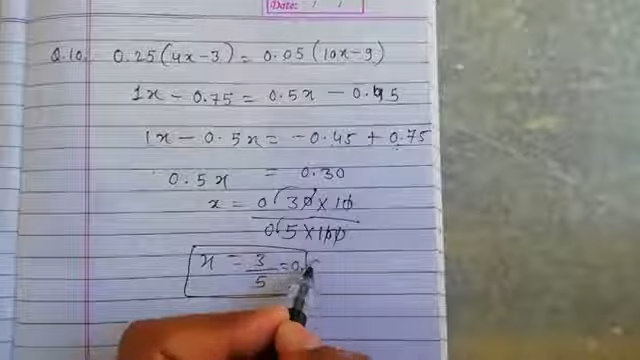 Date: / /
Q.10. 0.25(4x-3) = 0.05(10x-9)
1x - 0.75 = 0.5x - 0.45
1x - 0.5x = -0.45 + 0.75
0.5x = 0.30
x = 0.30 × 10
0.5 × 100
x = 3
5 = 0.